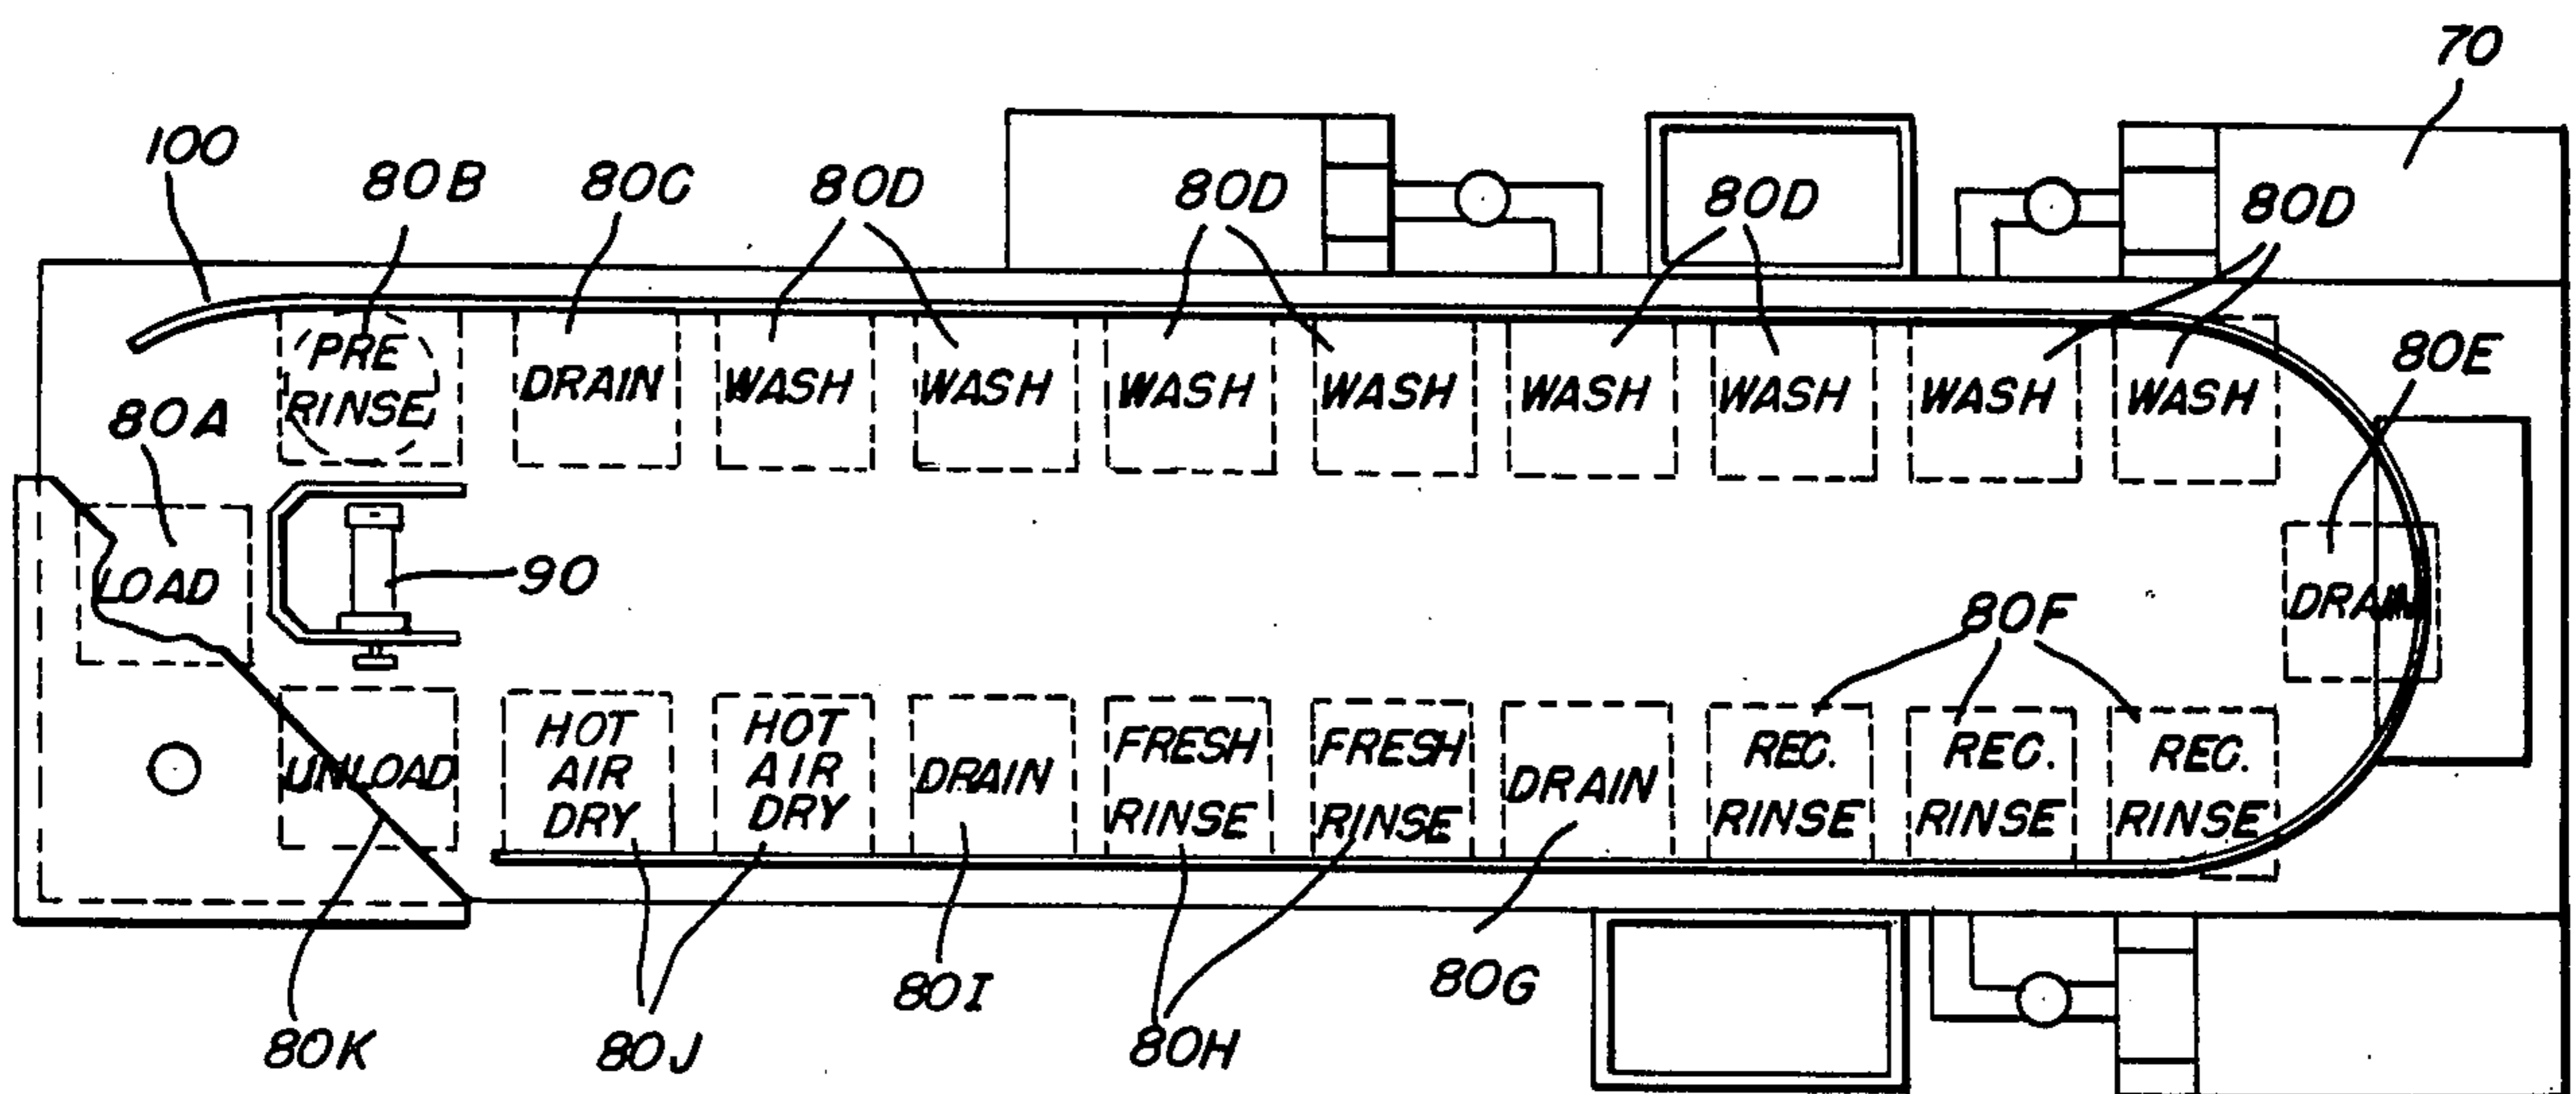 70
100
80B
80C
80D
80D
80D
80D
PRE
RINSE
DRAIN
WASH
WASH
WASH
WASH
WASH
WASH
WASH
WASH
80E
80A
LOAD
90
DRAIN
80F
UNLOAD
HOT
AIR
DRY
HOT
AIR
DRY
DRAIN
FRESH
RINSE
FRESH
RINSE
DRAIN
REC.
RINSE
REC.
RINSE
REC.
RINSE
80K
80J
80I
80H
80G